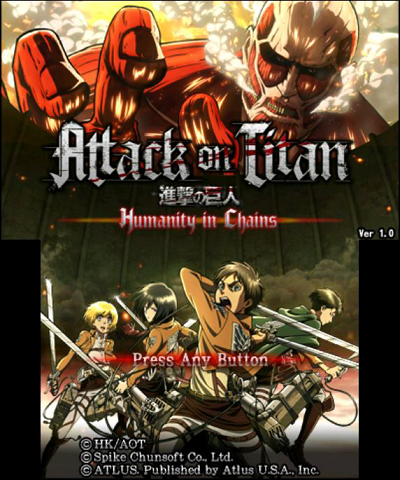 Attack on Titan
進撃の巨人
Humanity in Chains
Ver 1.0
Press Any Button
© HK/AOT
© Spike Chunsoft Co., Ltd.
© ATLUS. Published by Atlus U.S.A., Inc.